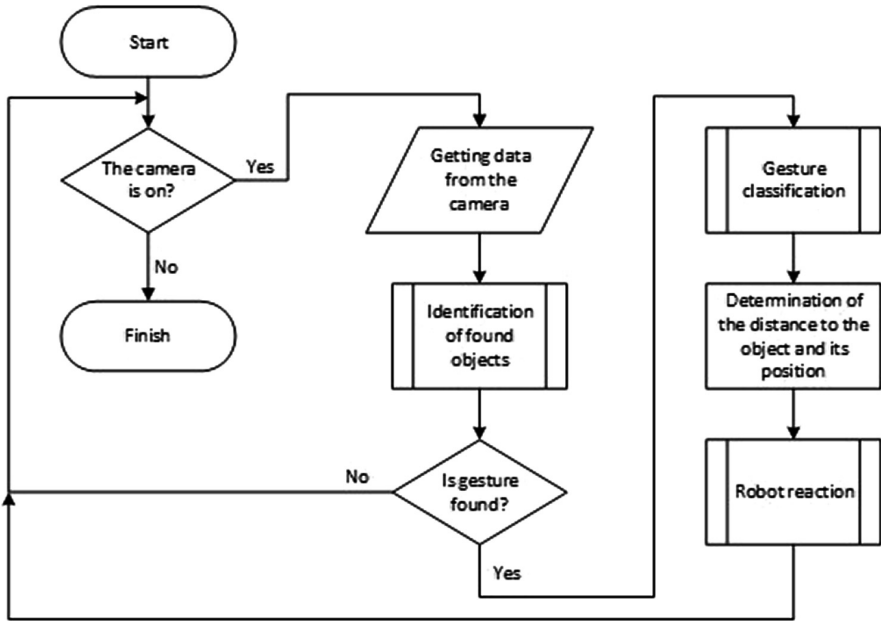 Start
The camera
is on?
Yes
No
Finish
Getting data
from the
camera
Identification
of found
objects
Is gesture
found?
No
Yes
Gesture
classification
Determination of
the distance to the
object and its
position
Robot reaction